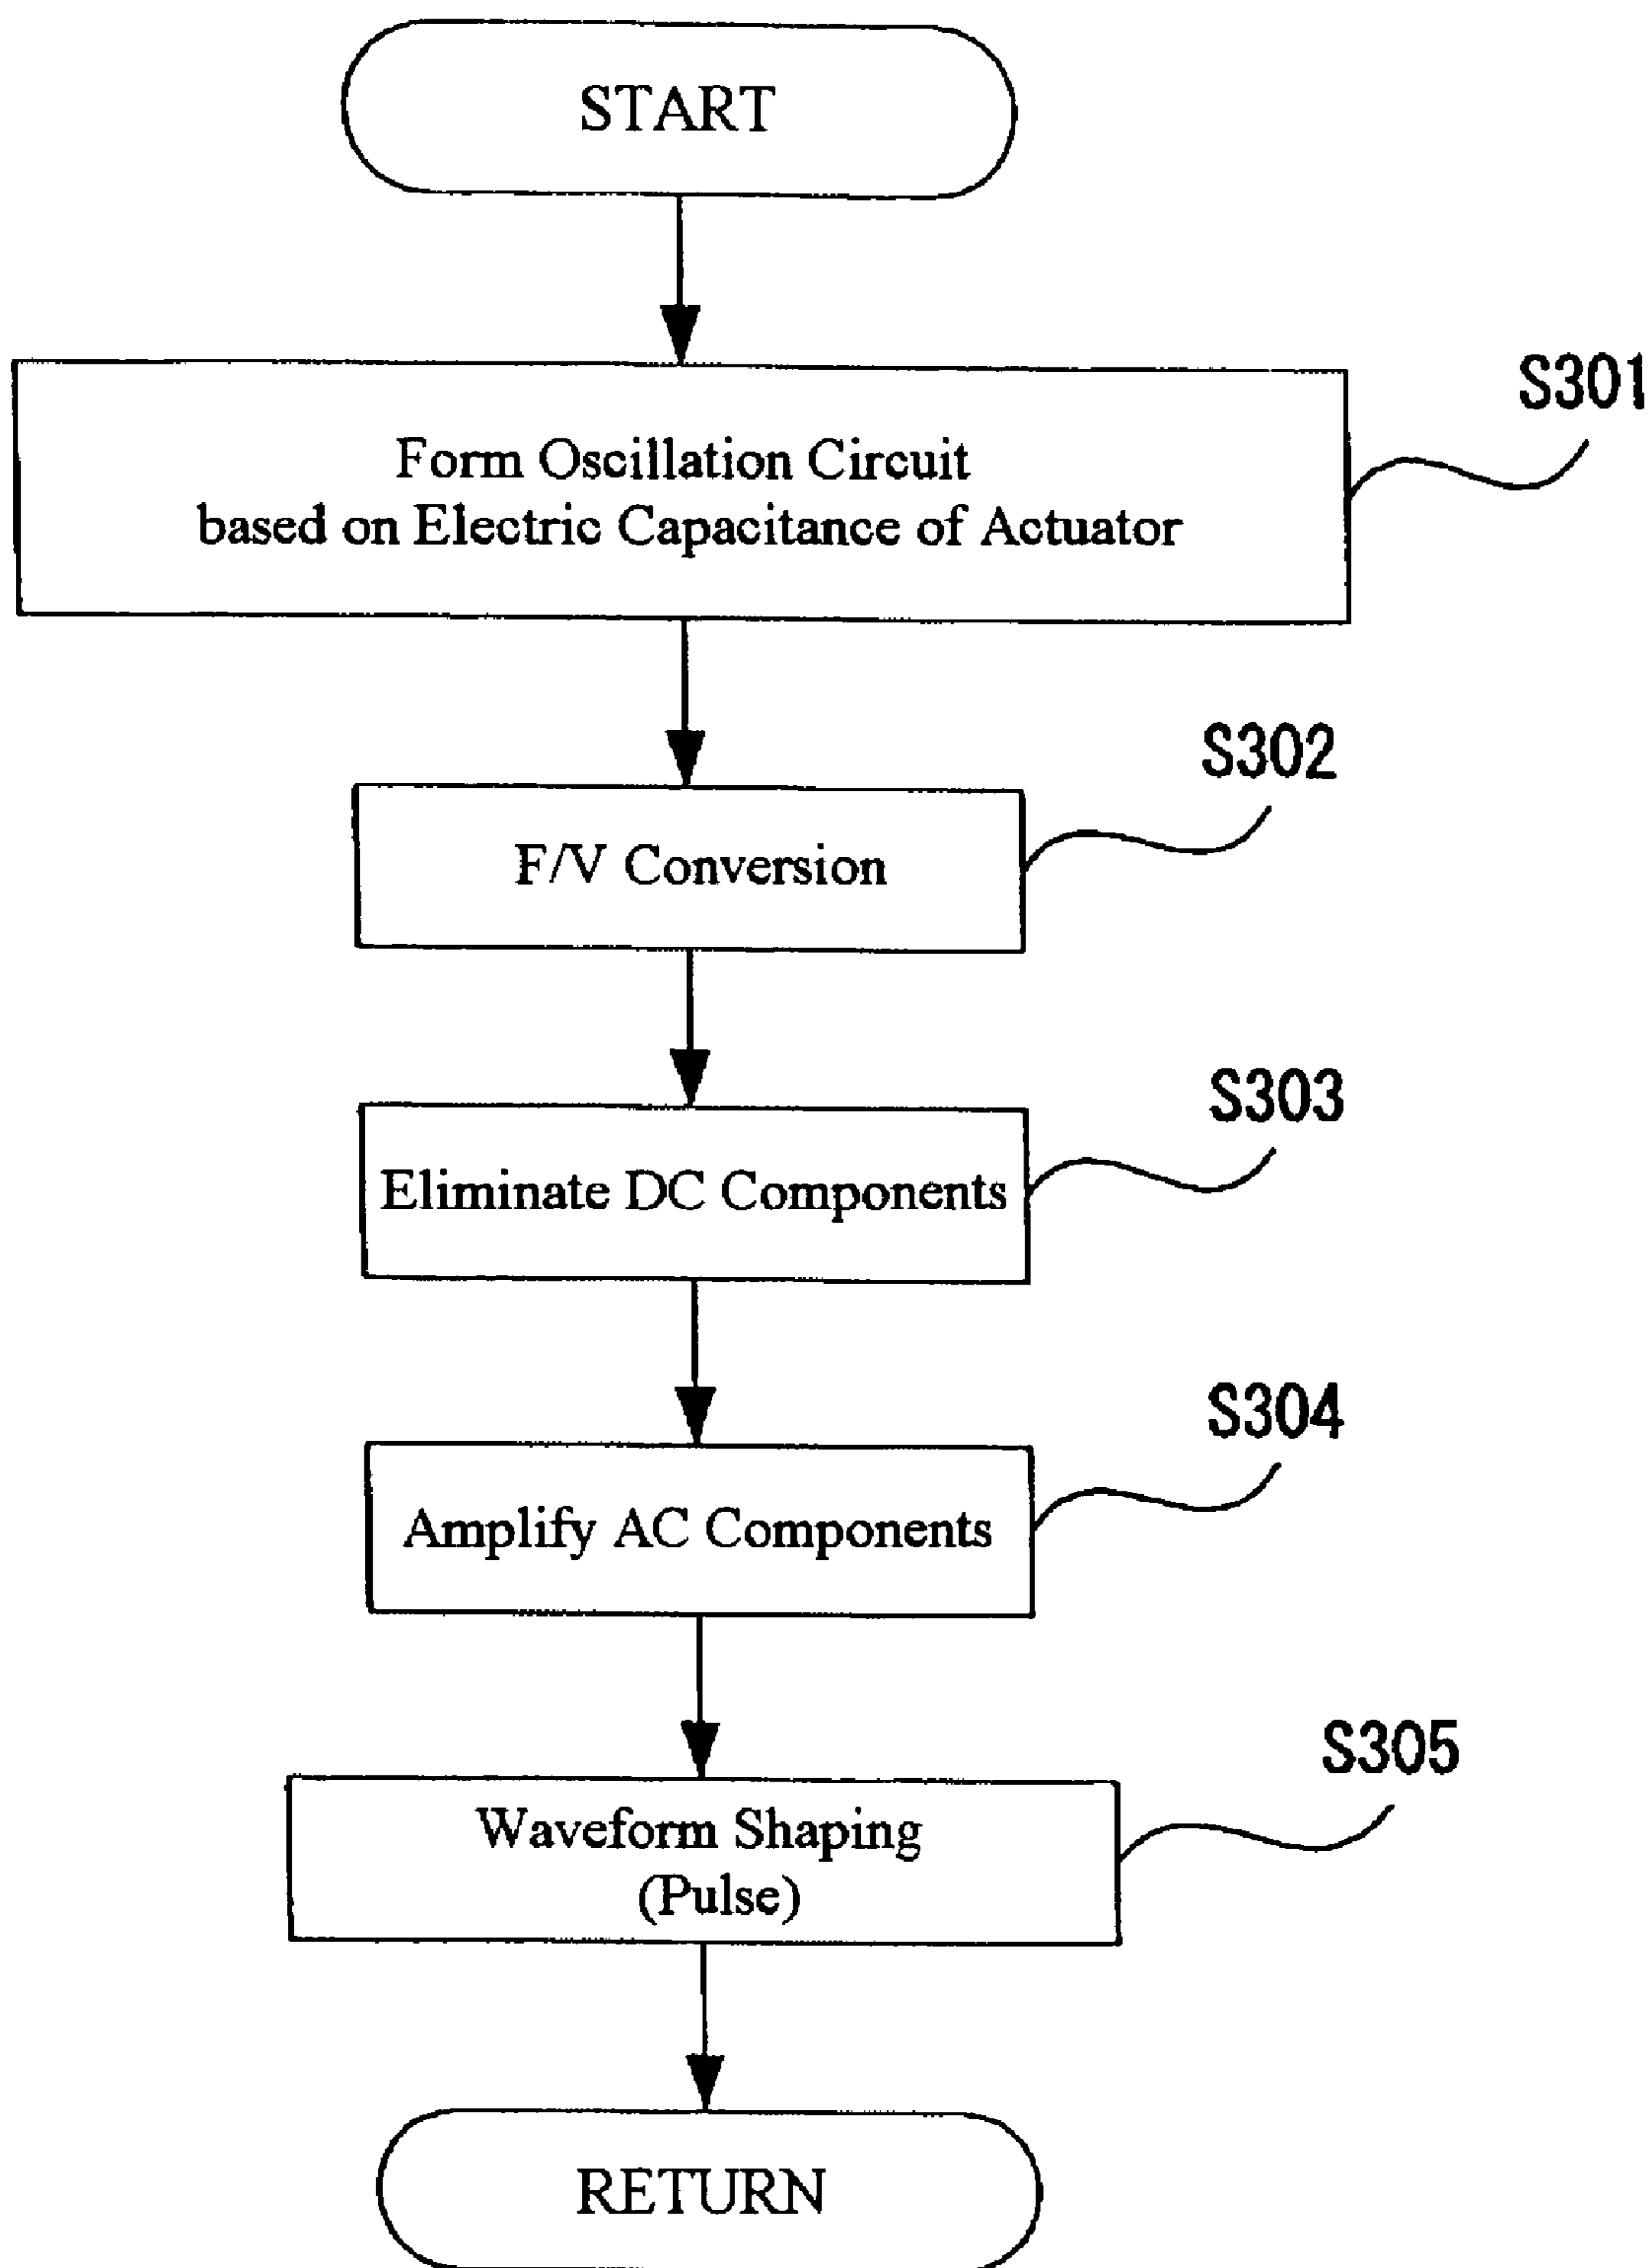 START
S301
Form Oscillation Circuit
based on Electric Capacitance of Actuator
S302
F/V Conversion
S303
Eliminate DC Components
S304
Amplify AC Components
S305
Waveform Shaping
(Pulse)
RETURN